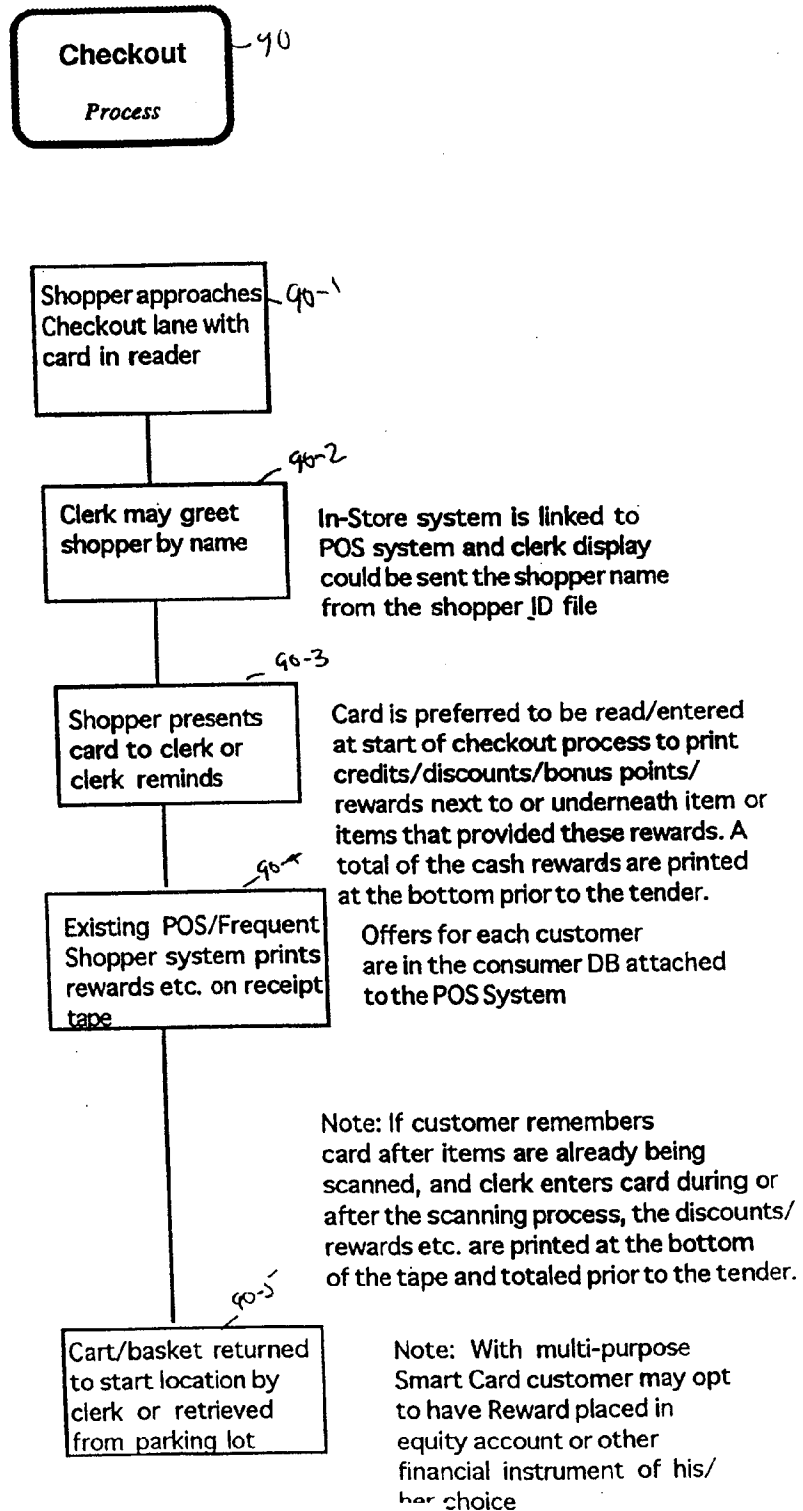 Checkout
90
Process
Shopper approaches
Checkout lane with
card in reader
90-1
90-2
Clerk may greet
shopper by name
In-Store system is linked to
POS system and clerk display
could be sent the shopper name
from the shopper ID file
90-3
Shopper presents
card to clerk or
clerk reminds
Card is preferred to be read/entered
at start of checkout process to print
credits/discounts/bonus points/
rewards next to or underneath item or
items that provided these rewards. A
total of the cash rewards are printed
at the bottom prior to the tender.
90-4
Existing POS/Frequent
Shopper system prints
rewards etc. on receipt
tape
Offers for each customer
are in the consumer DB attached
to the POS System
Note: If customer remembers
card after items are already being
scanned, and clerk enters card during or
after the scanning process, the discounts/
rewards etc. are printed at the bottom
of the tape and totaled prior to the tender.
90-5
Cart/basket returned
to start location by
clerk or retrieved
from parking lot
Note: With multi-purpose
Smart Card customer may opt
to have Reward placed in
equity account or other
financial instrument of his/
her choice